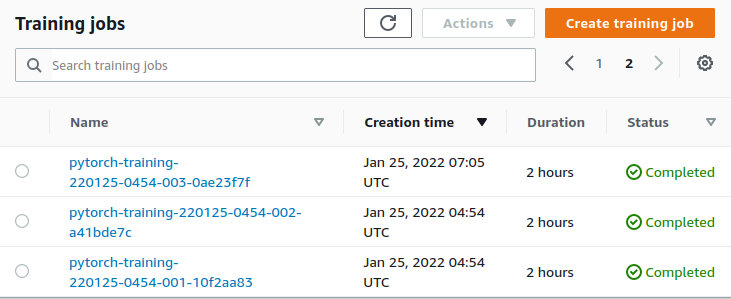 Training jobs
Actions
Create training job
Search training jobs
1
2
Name
Creation time
Duration
Status
pytorch-training-
220125-0454-003-0ae23f7f
Jan 25, 2022 07:05
UTC
2 hours
Completed
pytorch-training-220125-0454-002-
a41bde7c
Jan 25, 2022 04:54
UTC
2 hours
Completed
pytorch-training-
220125-0454-001-10f2aa83
Jan 25, 2022 04:54
UTC
2 hours
Completed